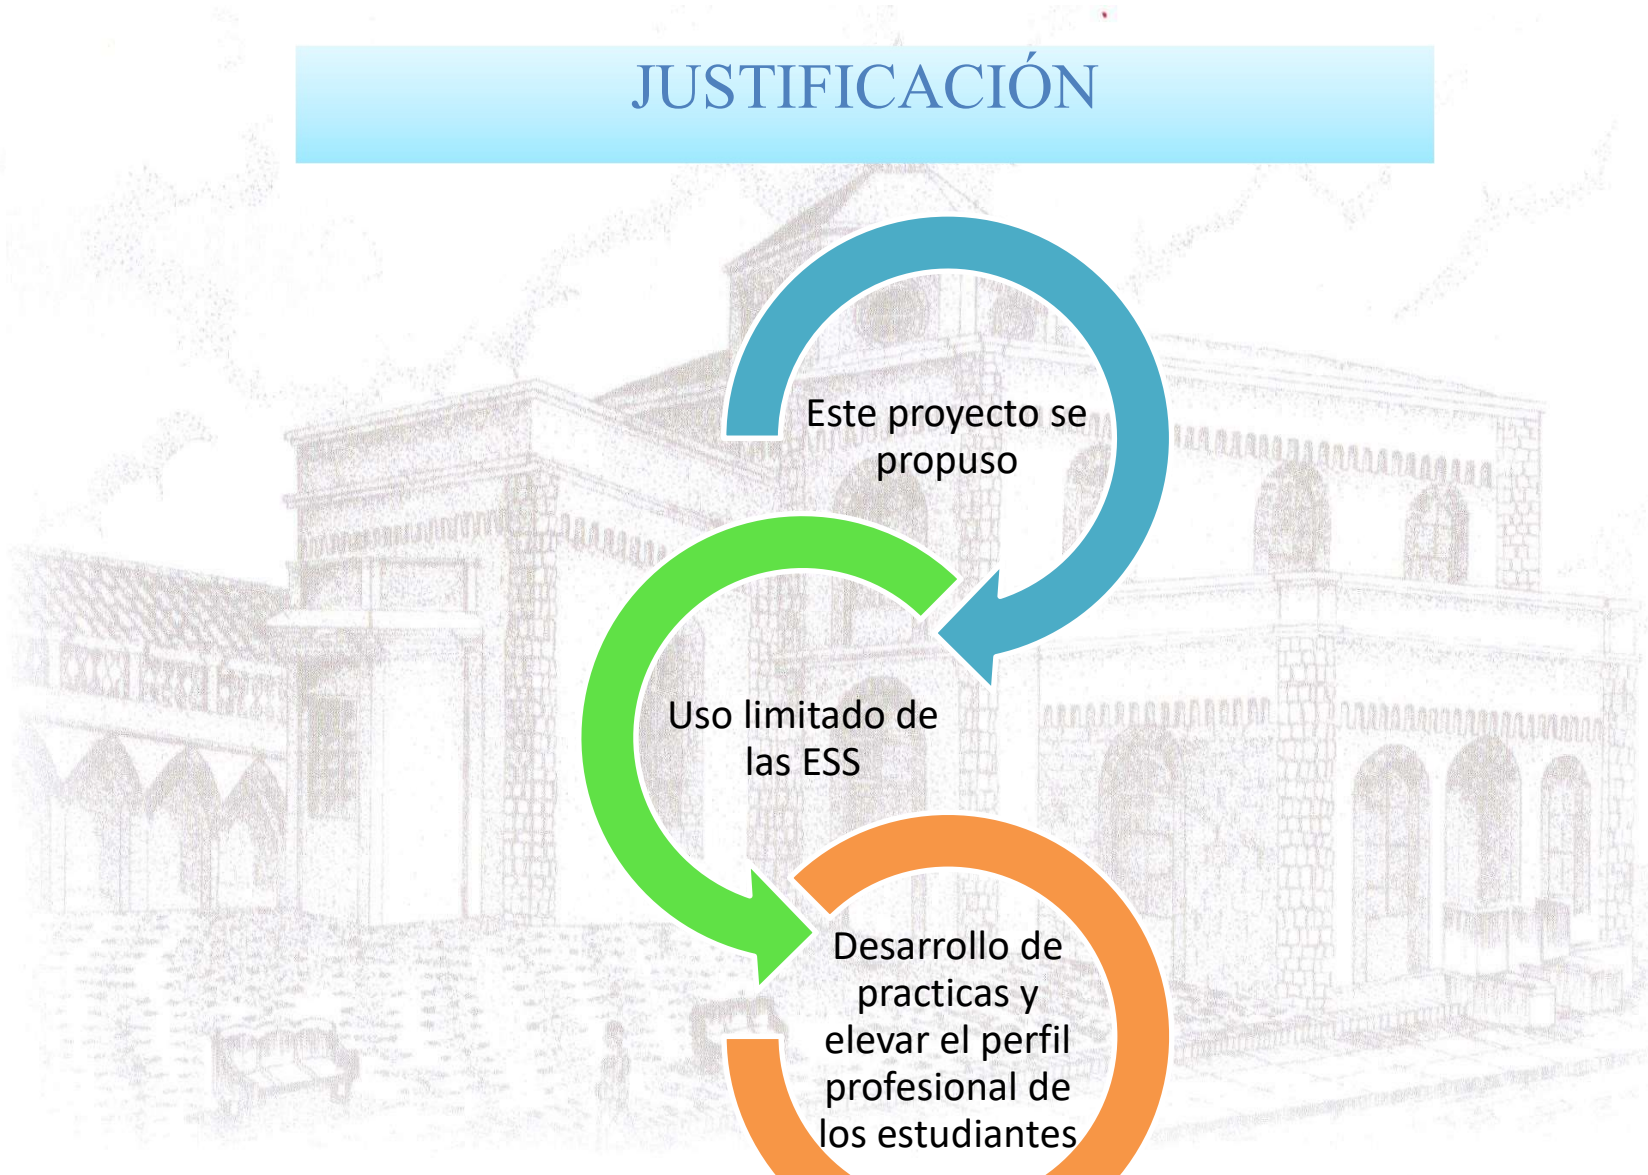 JUSTIFICACIÓN
Este proyecto se
propuso
Uso limitado de
las ESS
Desarrollo de
practicas y
elevar el perfil
profesional de
los estudiantes